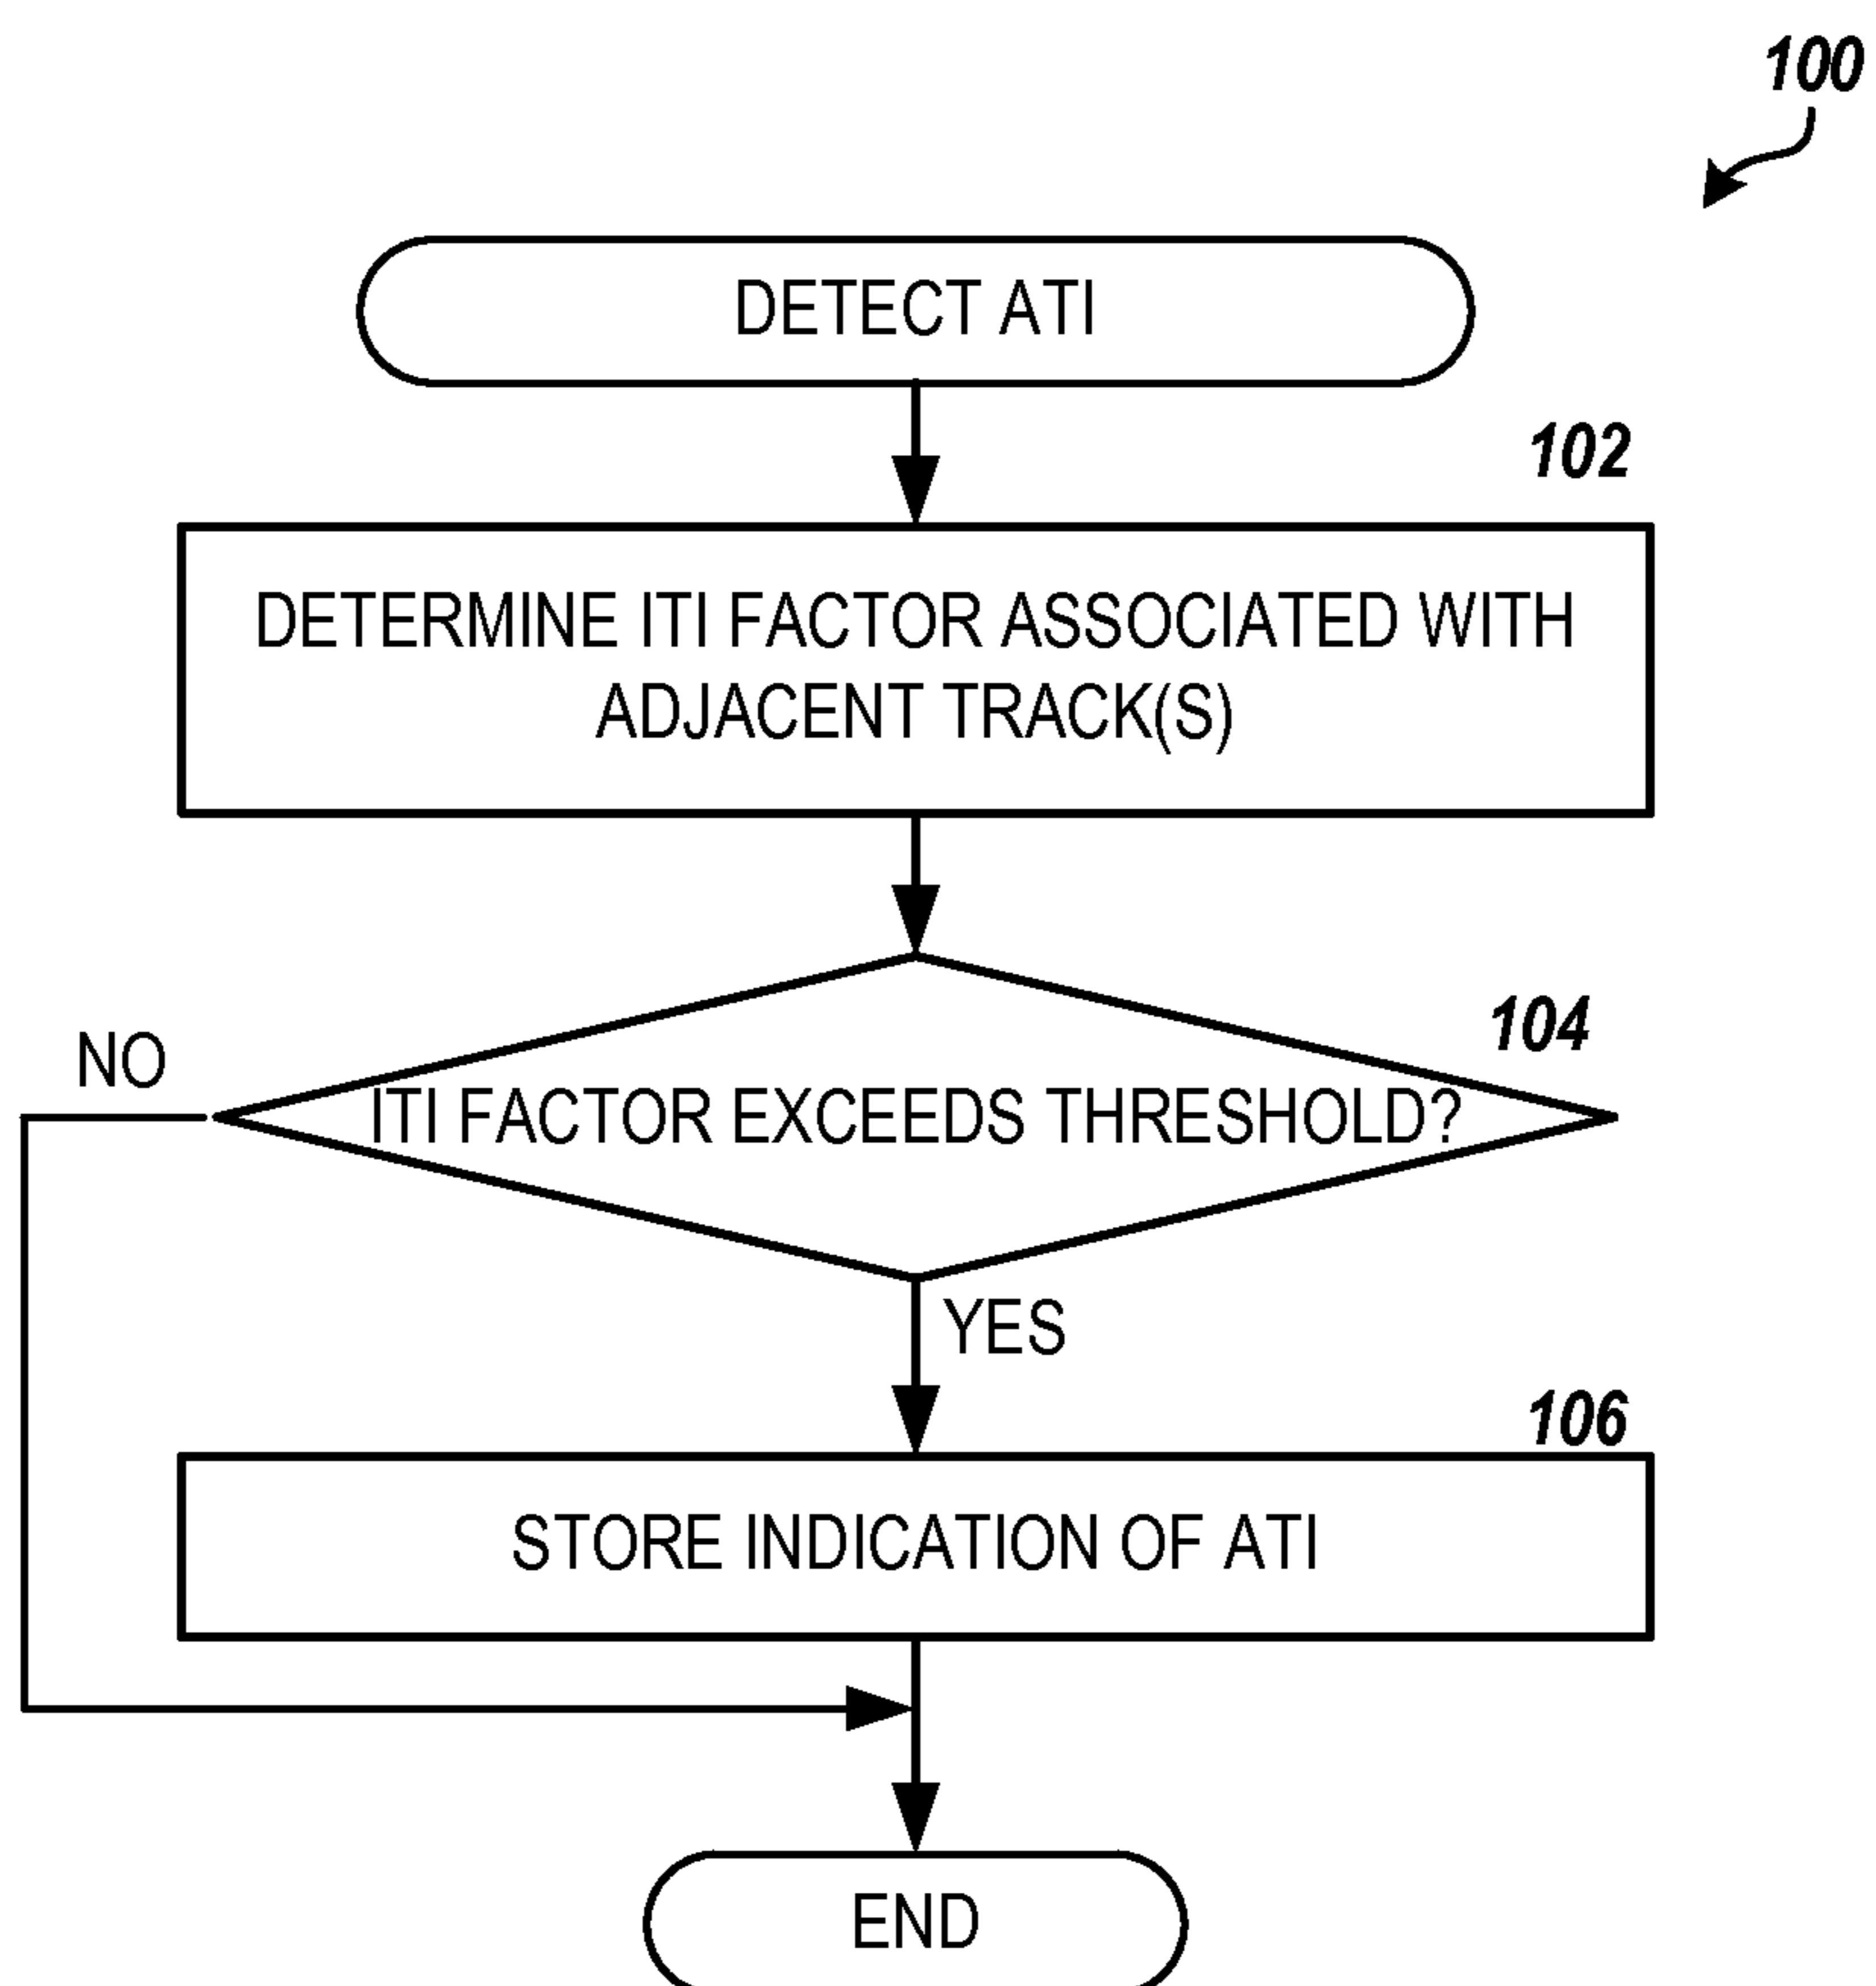 100
DETECT ATI
102
DETERMINE ITI FACTOR ASSOCIATED WITH
ADJACENT TRACK(S)
104
NO
ITI FACTOR EXCEEDS THRESHOLD?
YES
106
STORE INDICATION OF ATI
END